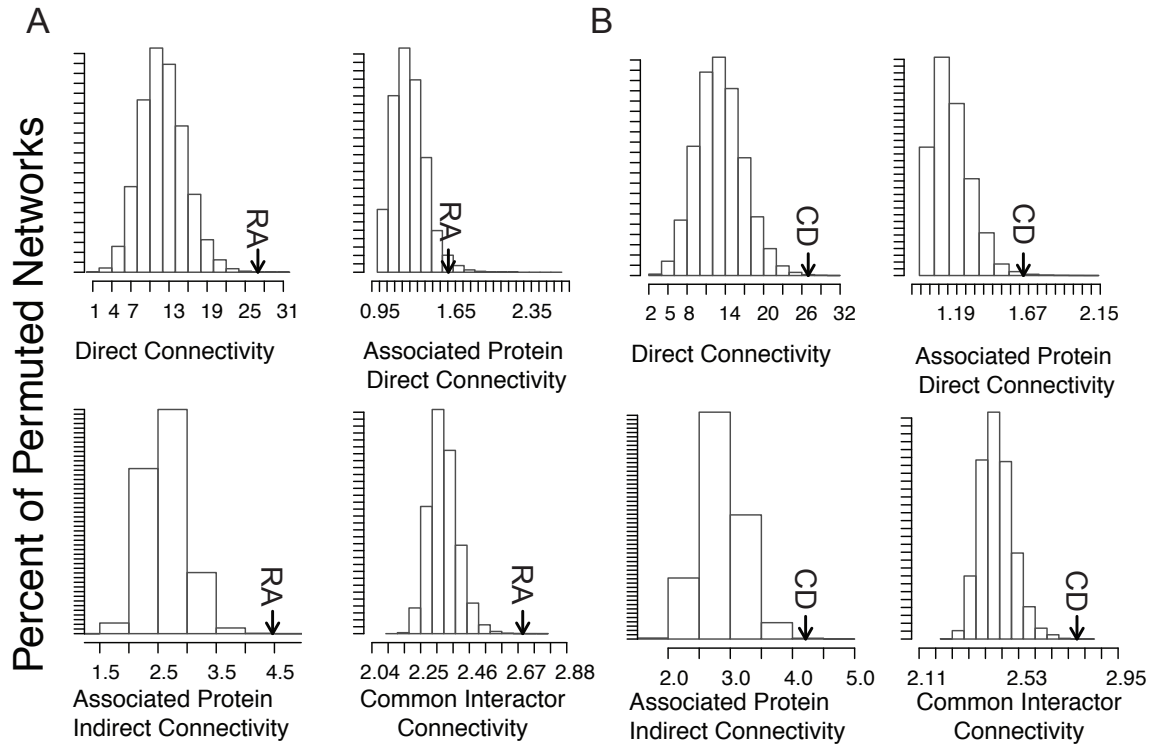 A
B
Percent of Permuted Networks
RA
1 4 7 13 19 25 31
Direct Connectivity
RA
0.95 1.65 2.35
Associated Protein
Direct Connectivity
CD
2 5 8 14 20 26 32
Direct Connectivity
CD
1.19 1.67 2.15
Associated Protein
Direct Connectivity
RA
1.5 2.5 3.5 4.5
Associated Protein
Indirect Connectivity
RA
2.04 2.25 2.46 2.67 2.88
Common Interactor
Connectivity
CD
2.0 3.0 4.0 5.0
Associated Protein
Indirect Connectivity
CD
2.11 2.53 2.95
Common Interactor
Connectivity